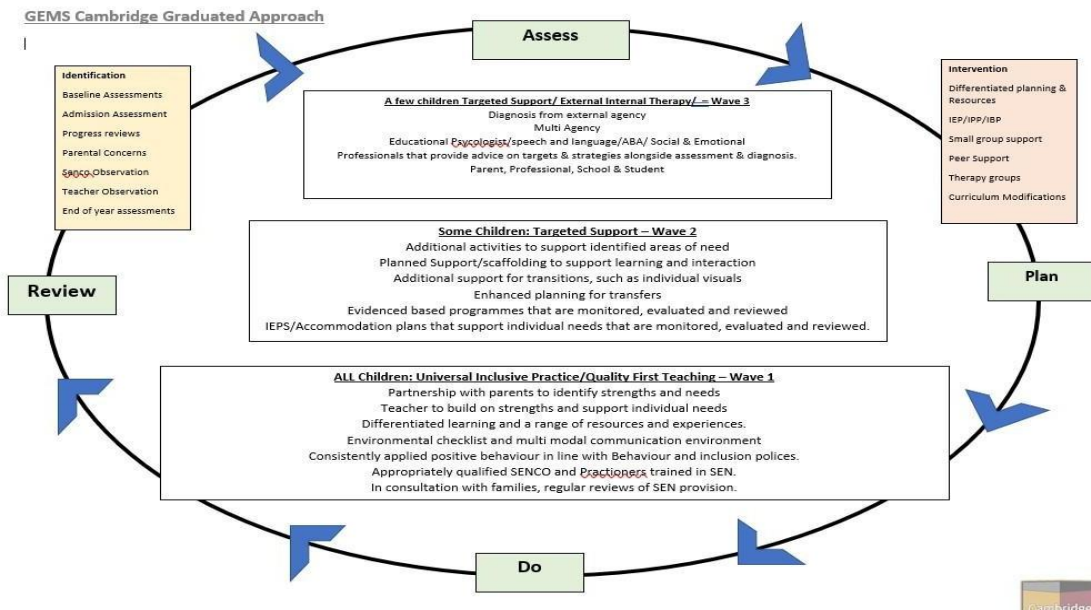 GEMS Cambridge Graduated Approach
Assess
Identification
Baseline Assessments
Admission Assessment
Progress reviews
Parental Concerns
Senco Observation
Teacher Observation
End of year assessments
A few children Targeted Support/ External Internal Therapy/ – Wave 3
Diagnosis from external agency
Multi Agency
Educational Psycologist/speech and language/ABA/ Social & Emotional
Professionals that provide advice on targets & strategies alongside assessment & diagnosis.
Parent, Professional, School & Student
Intervention
Differentiated planning &
Resources
IEP/IPP/IBP
Small group support
Peer Support
Therapy groups
Curriculum Modifications
Some Children: Targeted Support – Wave 2
Additional activities to support identified areas of need
Planned Support/scaffolding to support learning and interaction
Additional support for transitions, such as individual visuals
Enhanced planning for transfers
Evidenced based programmes that are monitored, evaluated and reviewed
IEPS/Accommodation plans that support individual needs that are monitored, evaluated and reviewed.
Review
Plan
ALL Children: Universal Inclusive Practice/Quality First Teaching – Wave 1
Partnership with parents to identify strengths and needs
Teacher to build on strengths and support individual needs
Differentiated learning and a range of resources and experiences.
Environmental checklist and multi modal communication environment
Consistently applied positive behaviour in line with Behaviour and inclusion polices.
Appropriately qualified SENCO and Practioners trained in SEN.
In consultation with families, regular reviews of SEN provision.
Do
Cambridge